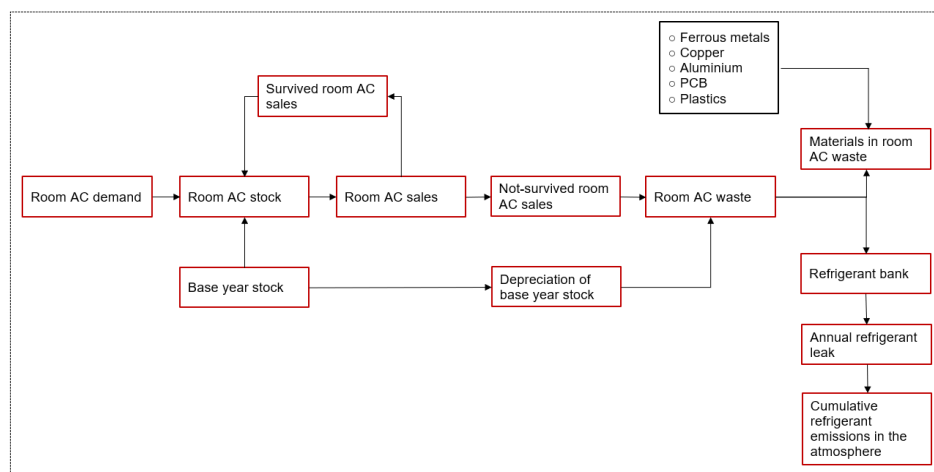 ○ Ferrous metals
○ Copper
○ Aluminium
○ PCB
○ Plastics
Survived room AC
sales
Materials in room
AC waste
Room AC demand
Room AC stock
Room AC sales
Not-survived room
AC sales
Room AC waste
Base year stock
Depreciation of
base year stock
Refrigerant bank
Annual refrigerant
leak
Cumulative
refrigerant
emissions in the
atmosphere